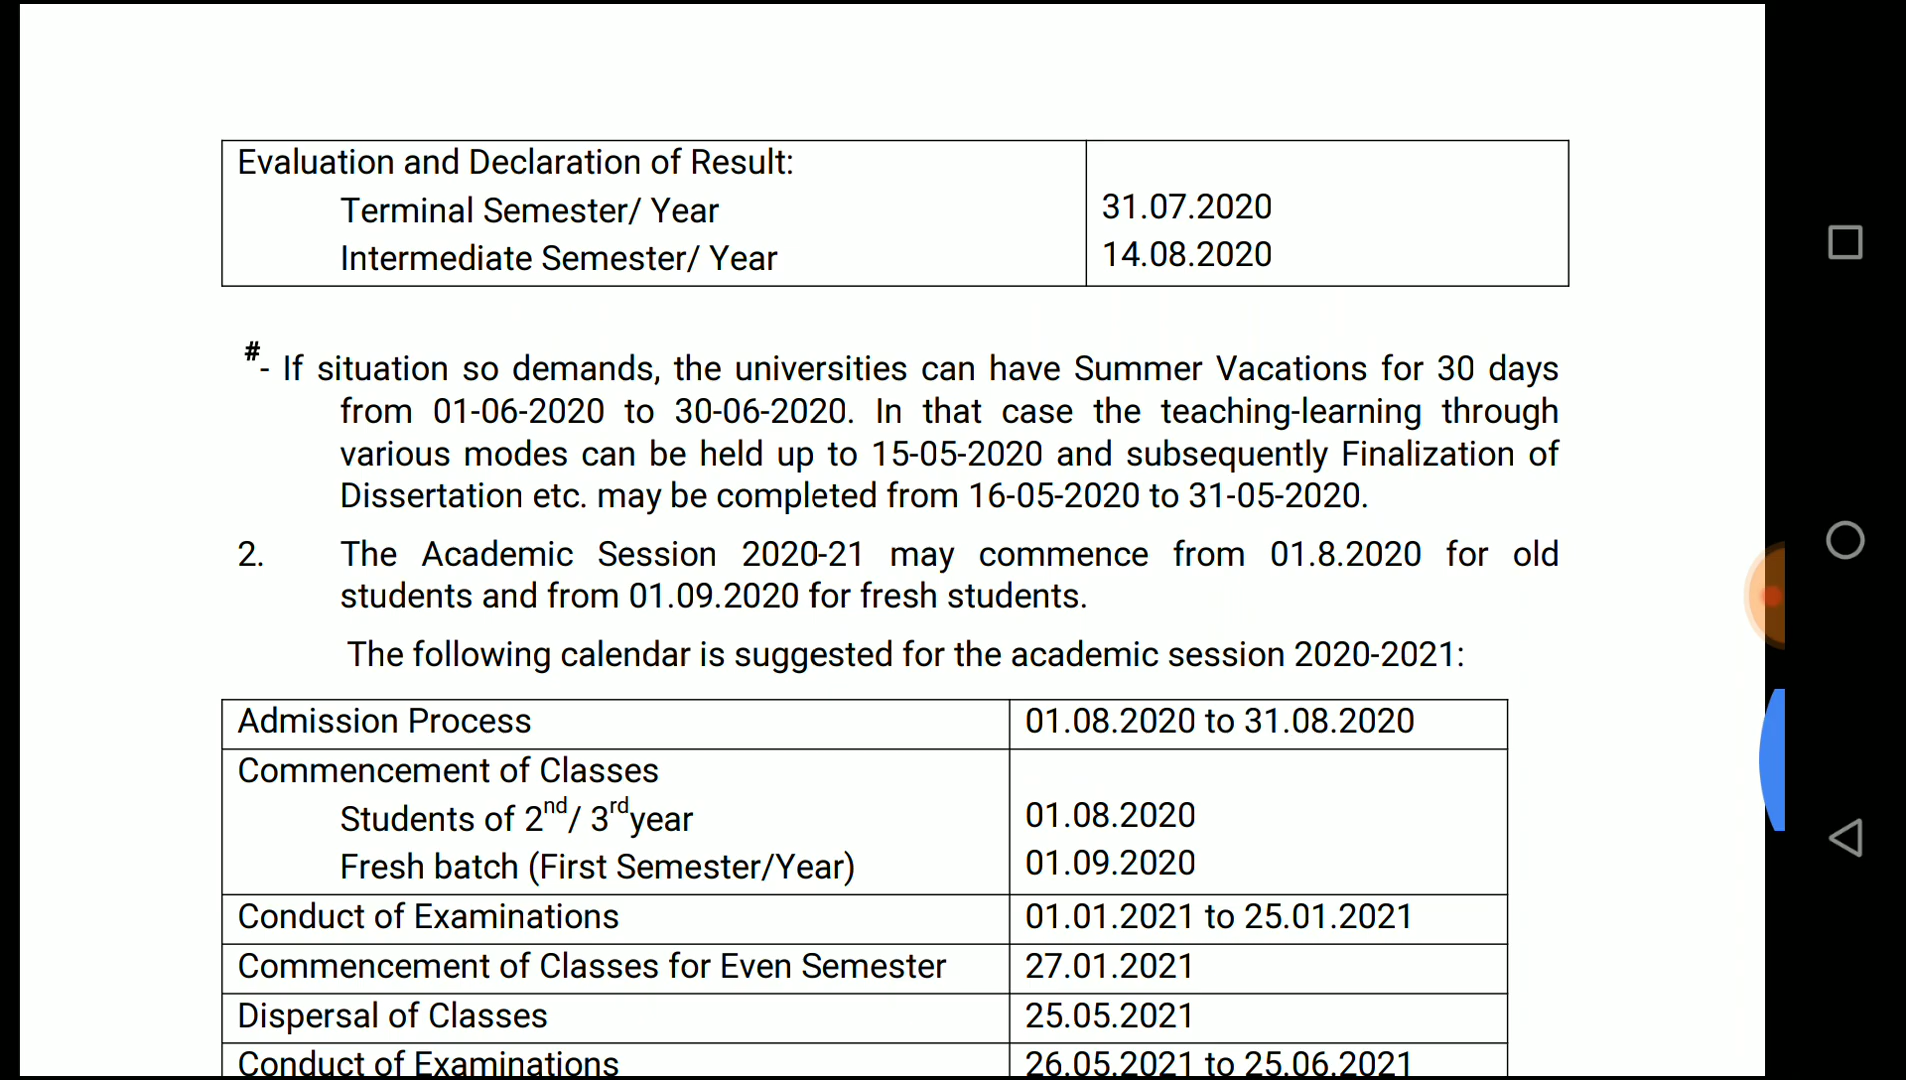 Evaluation and Declaration of Result:
Terminal Semester/ Year 31.07.2020
Intermediate Semester/ Year 14.08.2020
#- If situation so demands, the universities can have Summer Vacations for 30 days
from 01-06-2020 to 30-06-2020. In that case the teaching-learning through
various modes can be held up to 15-05-2020 and subsequently Finalization of
Dissertation etc. may be completed from 16-05-2020 to 31-05-2020.
2. The Academic Session 2020-21 may commence from 01.8.2020 for old
students and from 01.09.2020 for fresh students.
The following calendar is suggested for the academic session 2020-2021:
Admission Process 01.08.2020 to 31.08.2020
Commencement of Classes
Students of 2nd/ 3rdyear 01.08.2020
Fresh batch (First Semester/Year) 01.09.2020
Conduct of Examinations 01.01.2021 to 25.01.2021
Commencement of Classes for Even Semester 27.01.2021
Dispersal of Classes 25.05.2021
Conduct of Examinations 26.05.2021 to 25.06.2021